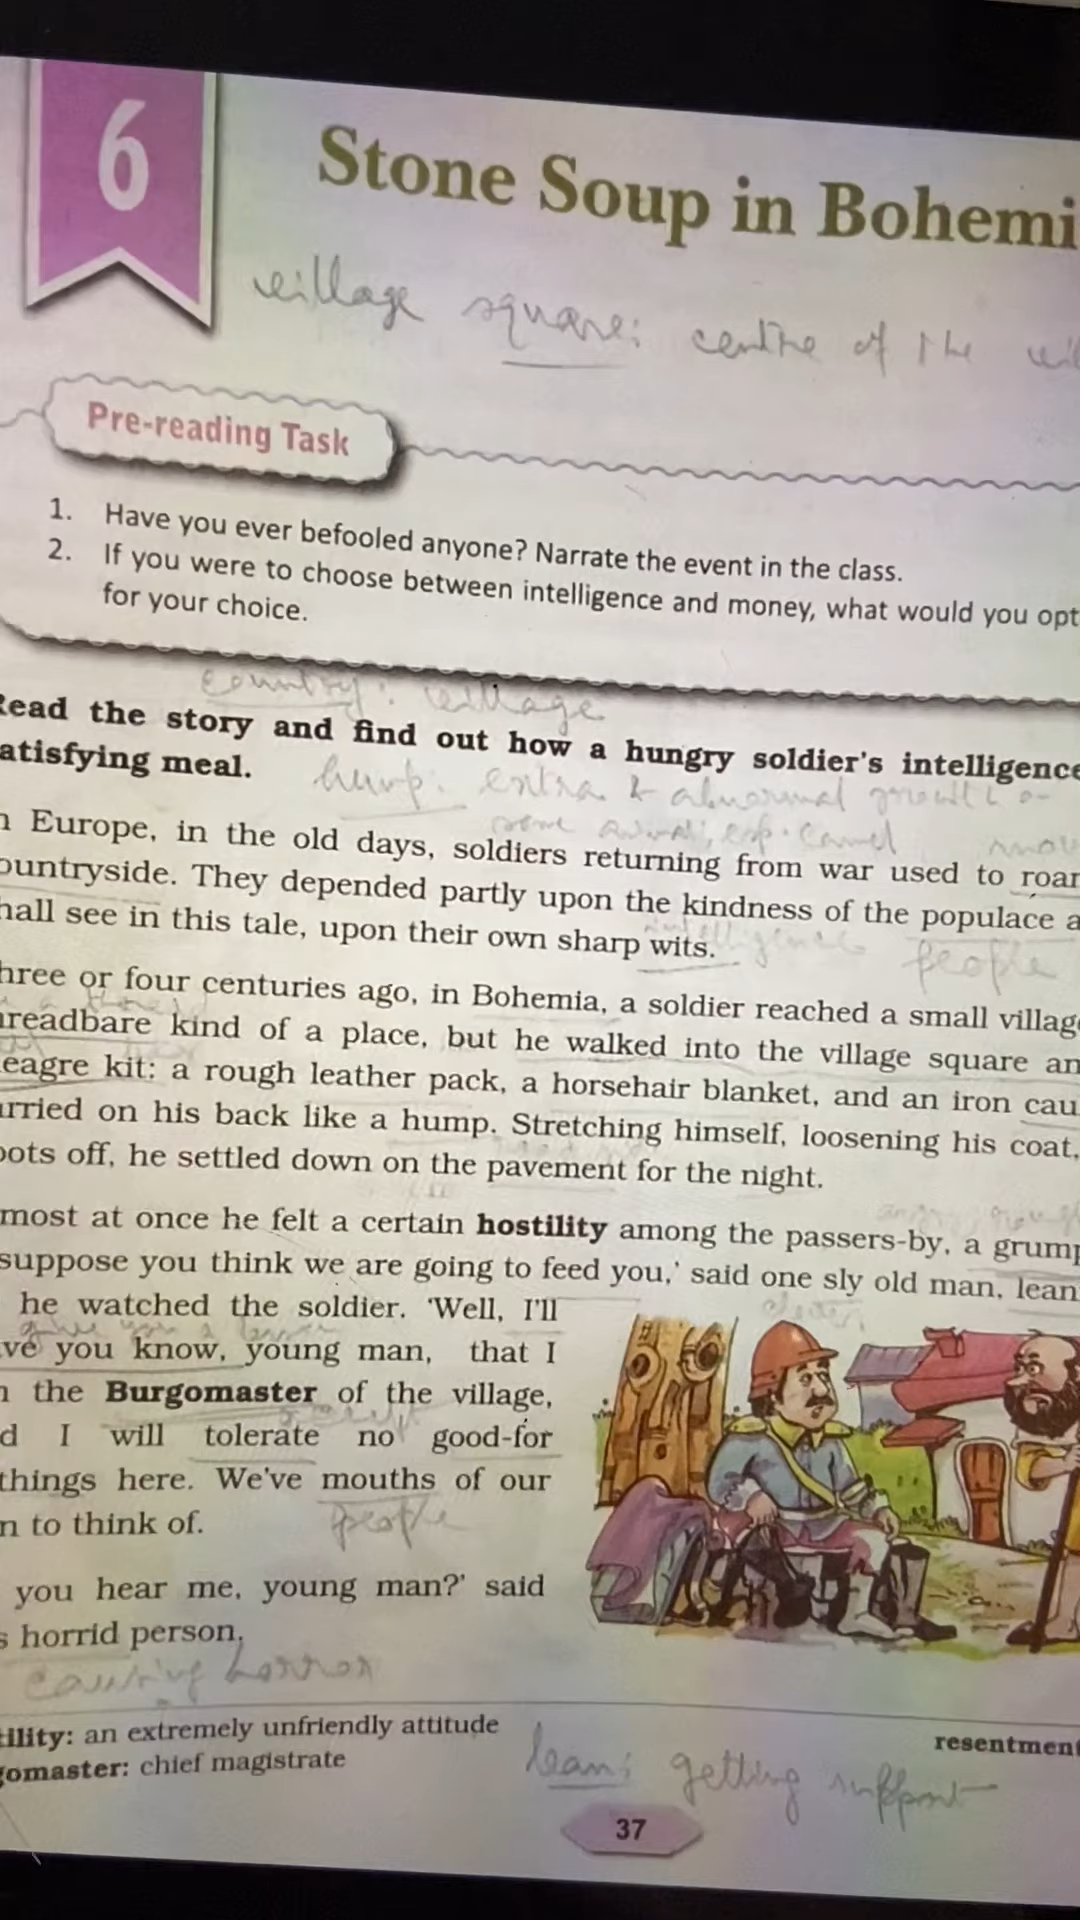 6
Stone Soup in Bohemi
village square: centre of the
Pre-reading Task
1. Have you ever befooled anyone? Narrate the event in the class.
2. If you were to choose between intelligence and money, what would you opt
for your choice.
country: village
Read the story and find out how a hungry soldier's intelligence
atisfying meal.
hump: extra & abnormal growth on
some animals, esp. camel
n Europe, in the old days, soldiers returning from war used to roam
ountryside. They depended partly upon the kindness of the populace a
hall see in this tale, upon their own sharp wits.
intelligence people
hree or four centuries ago, in Bohemia, a soldier reached a small villag
readbare kind of a place, but he walked into the village square an
eagre kit: a rough leather pack, a horsehair blanket, and an iron cau
arried on his back like a hump. Stretching himself, loosening his coat,
oots off, he settled down on the pavement for the night.
most at once he felt a certain hostility among the passers-by, a grump
suppose you think we are going to feed you,' said one sly old man, lean
he watched the soldier. 'Well, I'll
ve you know, young man, that I
the Burgomaster of the village,
d I will tolerate no good-for
things here. We've mouths of our
n to think of.
people
you hear me, young man?' said
s horrid person,
causing horror
ility: an extremely unfriendly attitude
resentment
gomaster: chief magistrate
lean: getting support
37